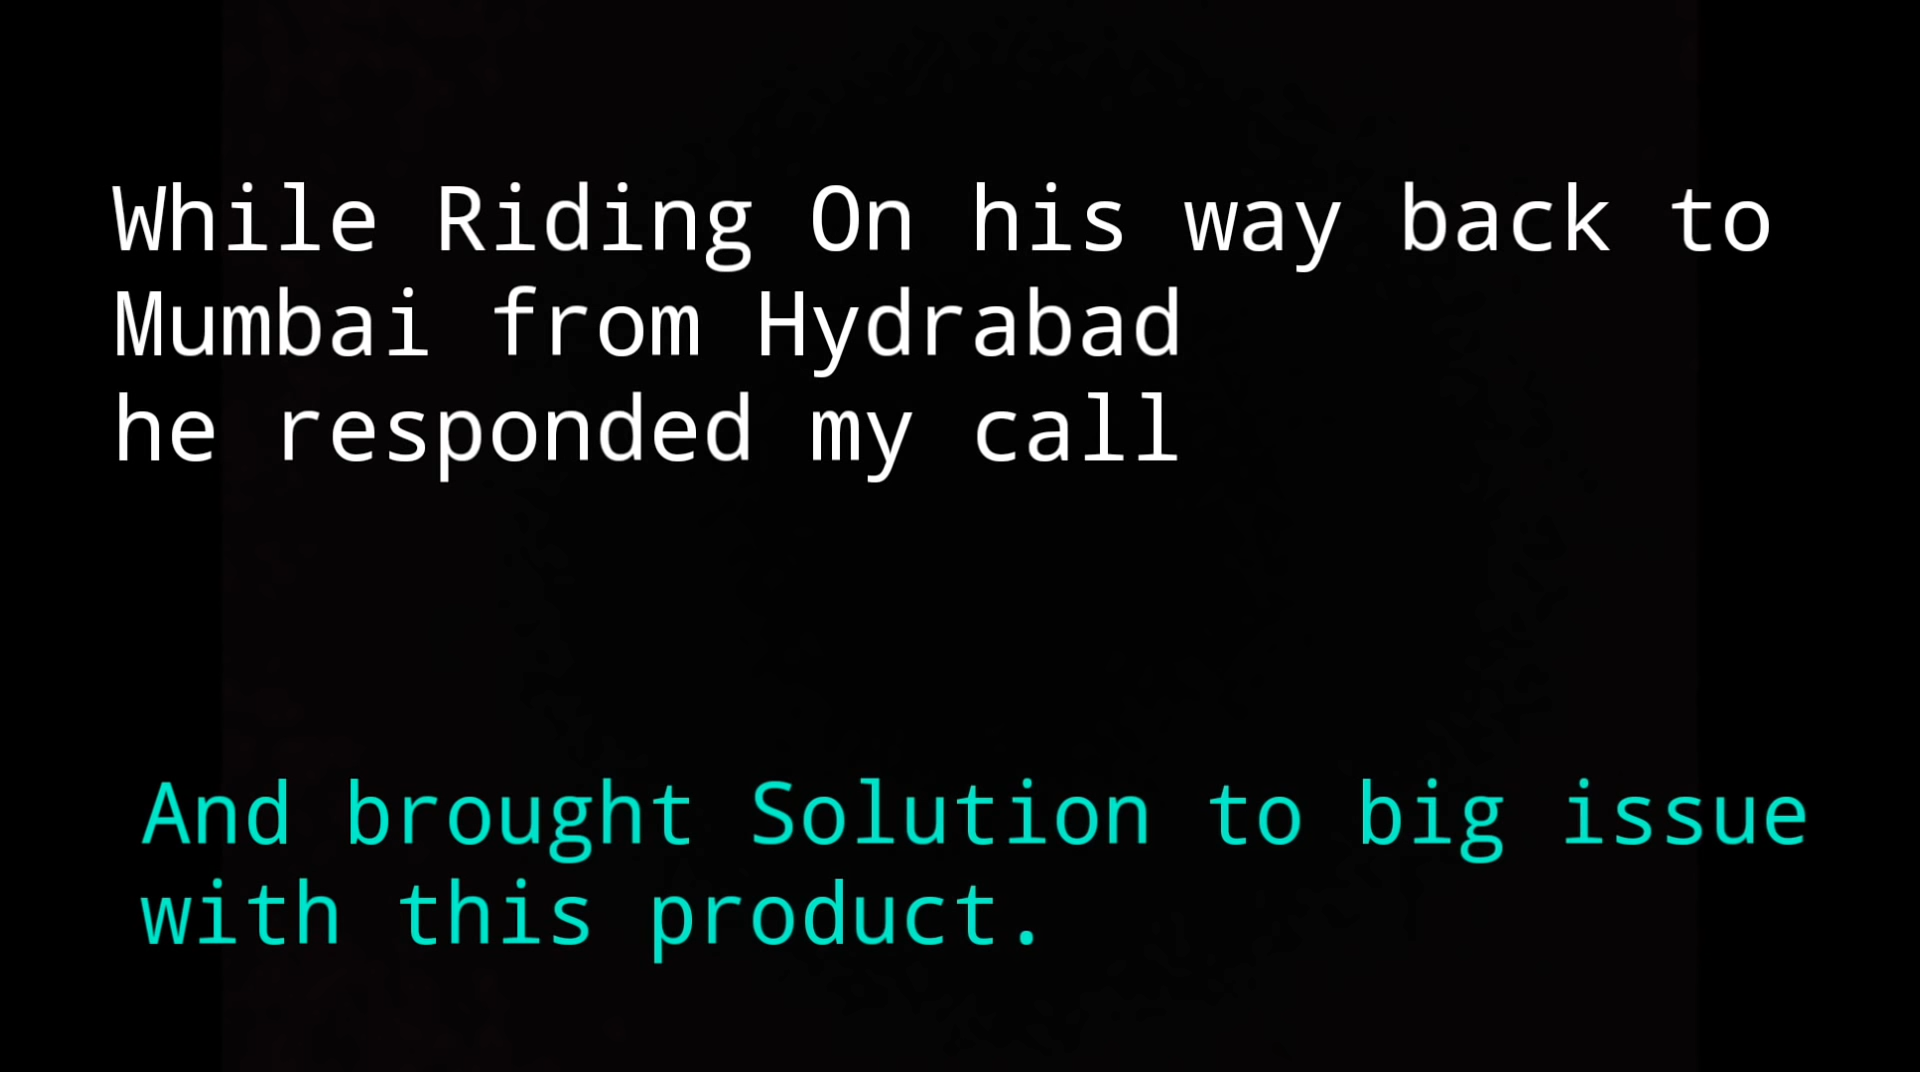 While Riding On his way back to
Mumbai from Hydrabad
he responded my call
And brought Solution to big issue
with this product.